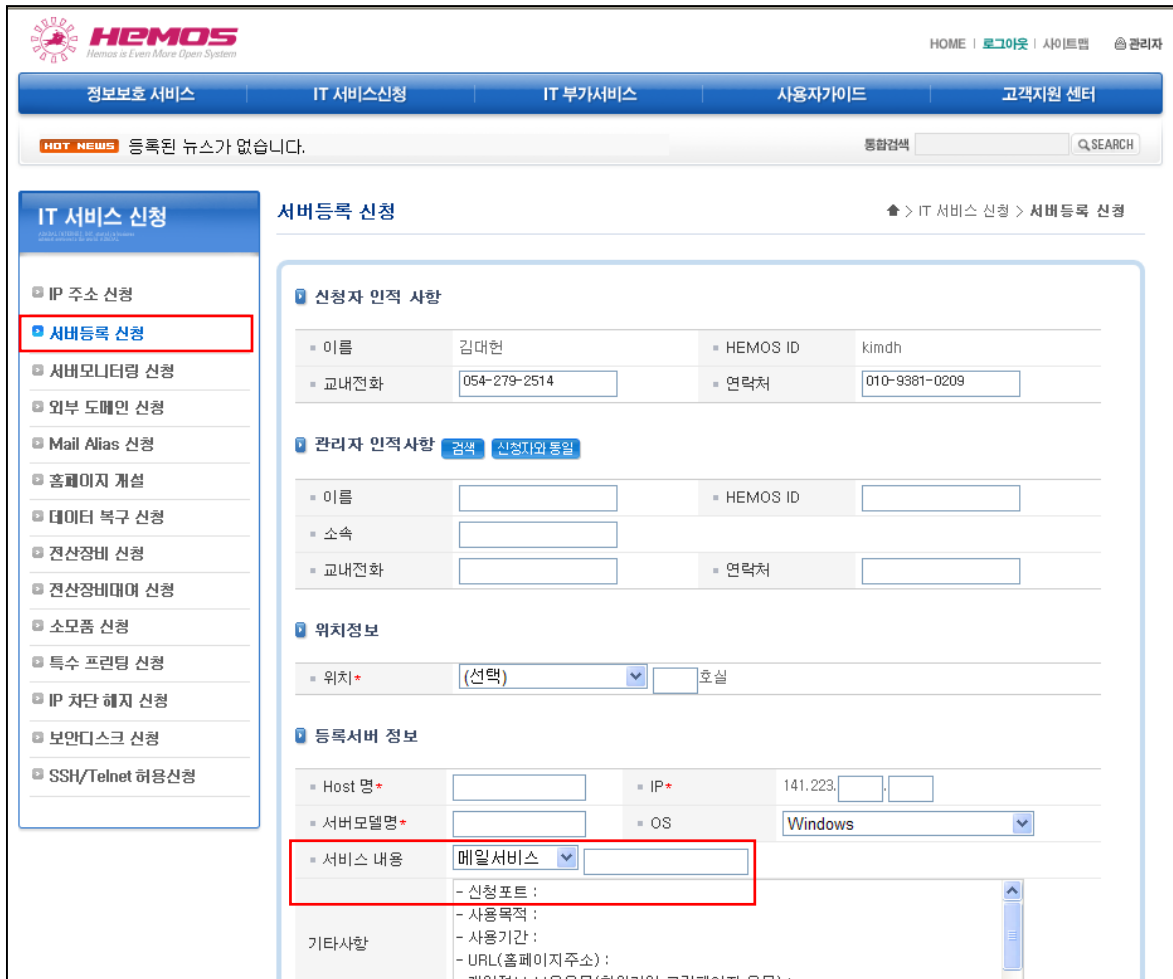 HEMOS
Hemos is Even More Open System
HOME | 로그아웃 | 사이트맵 관리자
정보보호 서비스 IT 서비스신청 IT 부가서비스 사용자가이드 고객지원 센터
HOT NEWS 등록된 뉴스가 없습니다. 통합검색 SEARCH
IT 서비스 신청
IP 주소 신청
서버등록 신청
서버모니터링 신청
외부 도메인 신청
Mail Alias 신청
홈페이지 개설
데이터 복구 신청
전산장비 신청
전산장비대여 신청
소모품 신청
특수 프린팅 신청
IP 차단 해지 신청
보안디스크 신청
SSH/Telnet 허용신청
서버등록 신청 > IT 서비스 신청 > 서버등록 신청
신청자 인적 사항
이름 김대헌 HEMOS ID kimdh
교내전화 054-279-2514 연락처 010-9381-0209
관리자 인적사항 검색 신청자와 동일
이름 HEMOS ID
소속
교내전화 연락처
위치정보
위치* (선택) 호실
등록서버 정보
Host 명* IP* 141.223. .
서버모델명* OS Windows
서비스 내용 메일서비스
기타사항
- 신청포트 :
- 사용목적 :
- 사용기간 :
- URL(홈페이지주소) :